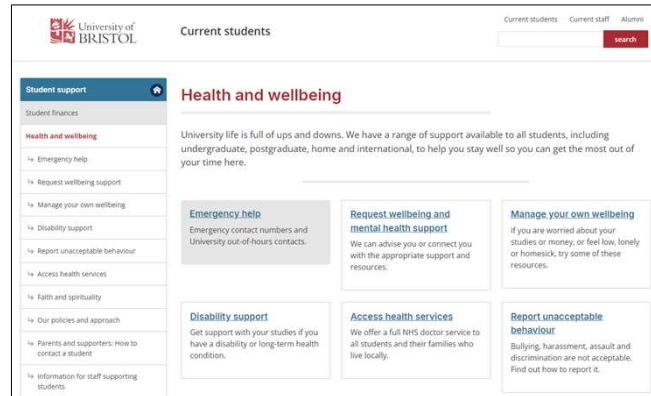 University of
BRISTOL
Current students
Current students Current staff Alumni
search
Student support
Student finances
Health and wellbeing
Emergency help
Request wellbeing support
Manage your own wellbeing
Disability support
Report unacceptable behaviour
Access health services
Faith and spirituality
Our policies and approach
Parents and supporters: How to
contact a student
Information for staff supporting
students
Health and wellbeing
University life is full of ups and downs. We have a range of support available to all students, including
undergraduate, postgraduate, home and international, to help you stay well so you can get the most out of
your time here.
Emergency help
Emergency contact numbers and
University out-of-hours contacts.
Request wellbeing and
mental health support
We can advise you or connect you
with the appropriate support and
resources.
Manage your own wellbeing
If you are worried about your
studies or money, or feel low, lonely
or homesick, try some of these
resources.
Disability support
Get support with your studies if you
have a disability or long-term health
condition.
Access health services
We offer a full NHS doctor service to
all students and their families who
live locally.
Report unacceptable
behaviour
Bullying, harassment, assault and
discrimination are not acceptable.
Find out how to report it.